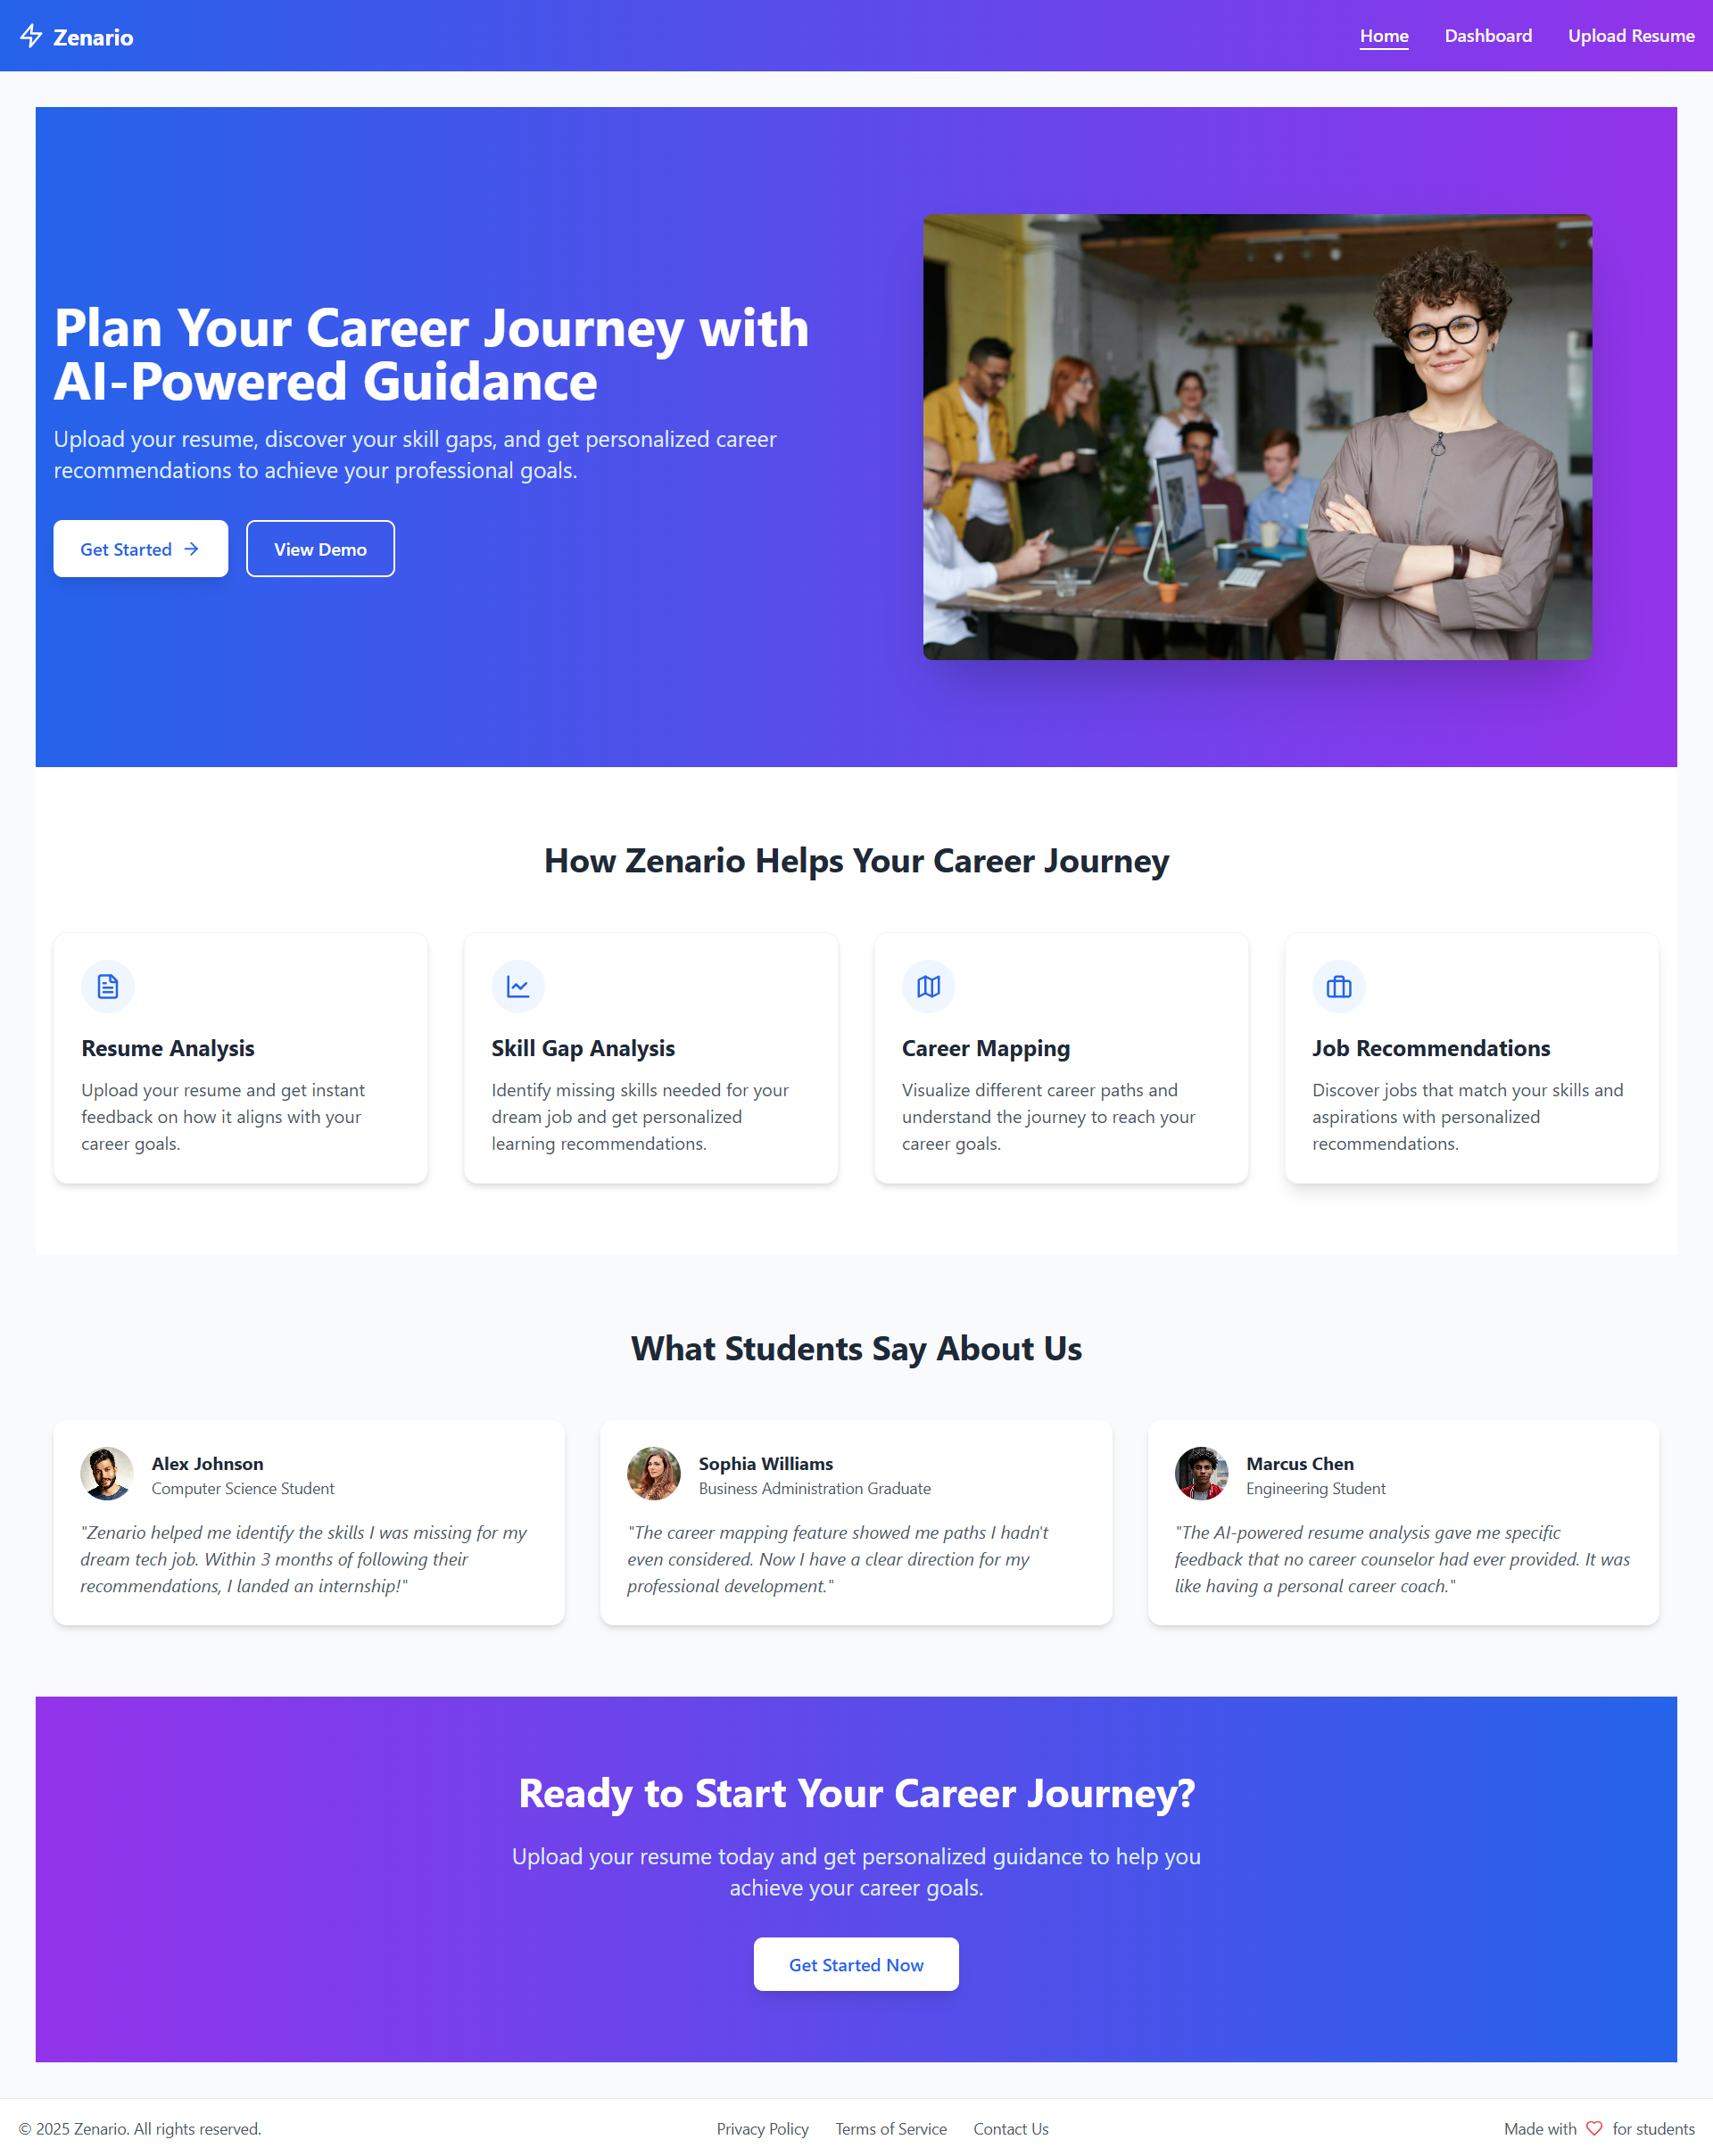 Zenario
Home
Dashboard
Upload Resume
Plan Your Career Journey with
AI-Powered Guidance
Upload your resume, discover your skill gaps, and get personalized career
recommendations to achieve your professional goals.
Get Started
View Demo
How Zenario Helps Your Career Journey
Resume Analysis
Upload your resume and get instant
feedback on how it aligns with your
career goals.
Skill Gap Analysis
Identify missing skills needed for your
dream job and get personalized
learning recommendations.
Career Mapping
Visualize different career paths and
understand the journey to reach your
career goals.
Job Recommendations
Discover jobs that match your skills and
aspirations with personalized
recommendations.
What Students Say About Us
Alex Johnson
Computer Science Student
"Zenario helped me identify the skills I was missing for my
dream tech job. Within 3 months of following their
recommendations, I landed an internship!"
Sophia Williams
Business Administration Graduate
"The career mapping feature showed me paths I hadn't
even considered. Now I have a clear direction for my
professional development."
Marcus Chen
Engineering Student
"The AI-powered resume analysis gave me specific
feedback that no career counselor had ever provided. It was
like having a personal career coach."
Ready to Start Your Career Journey?
Upload your resume today and get personalized guidance to help you
achieve your career goals.
Get Started Now
© 2025 Zenario. All rights reserved.
Privacy Policy
Terms of Service
Contact Us
Made with ♡ for students